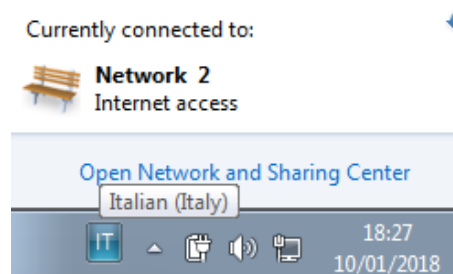 Currently connected to:
Network 2
Internet access
Open Network and Sharing Center
Italian (Italy)
IT
18:27
10/01/2018